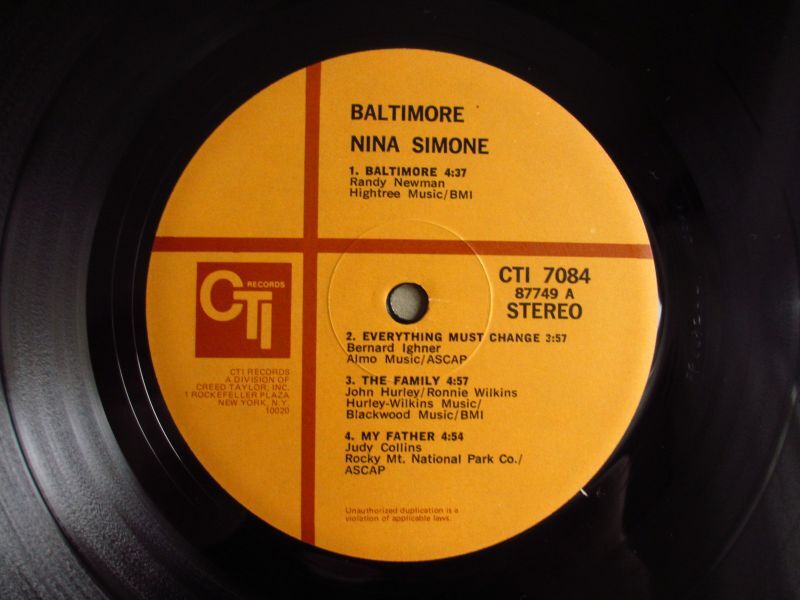 BALTIMORE
NINA SIMONE
1. BALTIMORE 4:37
Randy Newman
Hightree Music/BMI
CTI RECORDS
CTI 7084
87749 A
STEREO
CTI RECORDS
A DIVISION OF
CREED TAYLOR, INC.
1 ROCKEFELLER PLAZA
NEW YORK, N.Y.
10020
2. EVERYTHING MUST CHANGE 3:57
Bernard Ighner
Almo Music/ASCAP
3. THE FAMILY 4:57
John Hurley/Ronnie Wilkins
Hurley-Wilkins Music/
Blackwood Music/BMI
4. MY FATHER 4:54
Judy Collins
Rocky Mt. National Park Co./
ASCAP
Unauthorized duplication is a
violation of applicable laws.